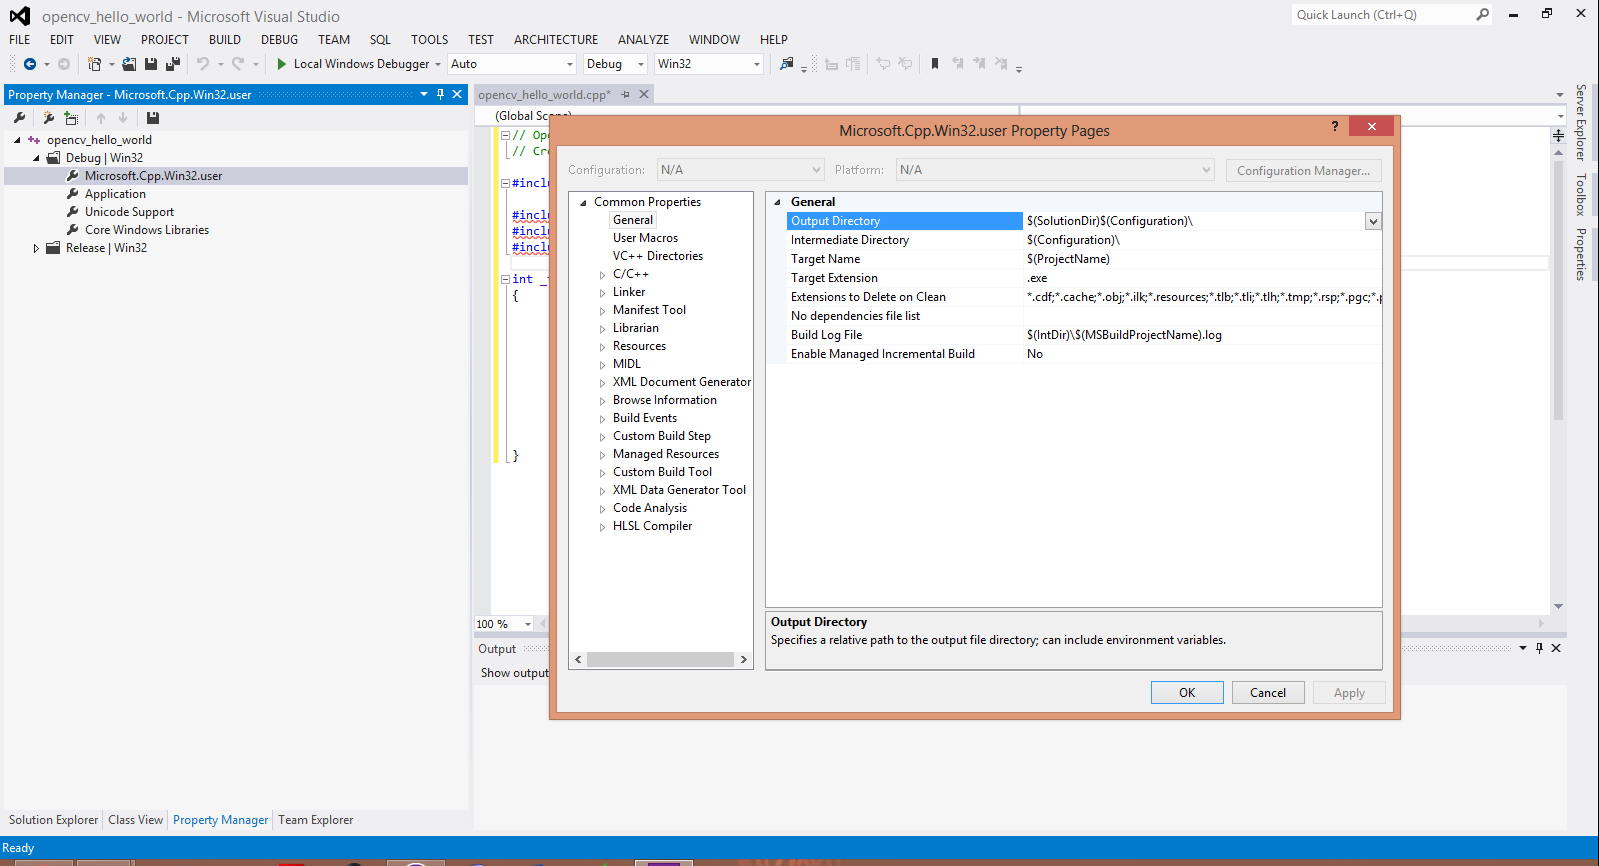 opencv_hello_world - Microsoft Visual Studio
Quick Launch (Ctrl+Q)
FILE EDIT VIEW PROJECT BUILD DEBUG TEAM SQL TOOLS TEST ARCHITECTURE ANALYZE WINDOW HELP
Local Windows Debugger Auto Debug Win32
Property Manager - Microsoft.Cpp.Win32.user
opencv_hello_world
Debug | Win32
Microsoft.Cpp.Win32.user
Application
Unicode Support
Core Windows Libraries
Release | Win32
opencv_hello_world.cpp*
(Global Scope)
// Op
// Cr
#inclu
#inclu
#inclu
#inclu
int _
{
}
100 %
Output
Show output
Microsoft.Cpp.Win32.user Property Pages
?
Configuration: N/A Platform: N/A Configuration Manager...
Common Properties
General
User Macros
VC++ Directories
C/C++
Linker
Manifest Tool
Librarian
Resources
MIDL
XML Document Generator
Browse Information
Build Events
Custom Build Step
Managed Resources
Custom Build Tool
XML Data Generator Tool
Code Analysis
HLSL Compiler
General
Output Directory $(SolutionDir)$(Configuration)\
Intermediate Directory $(Configuration)\
Target Name $(ProjectName)
Target Extension .exe
Extensions to Delete on Clean *.cdf;*.cache;*.obj;*.ilk;*.resources;*.tlb;*.tli;*.tlh;*.tmp;*.rsp;*.pgc;*.p
No dependencies file list
Build Log File $(IntDir)\$(MSBuildProjectName).log
Enable Managed Incremental Build No
Output Directory
Specifies a relative path to the output file directory; can include environment variables.
OK Cancel Apply
Server Explorer
Toolbox
Properties
Solution Explorer Class View Property Manager Team Explorer
Ready